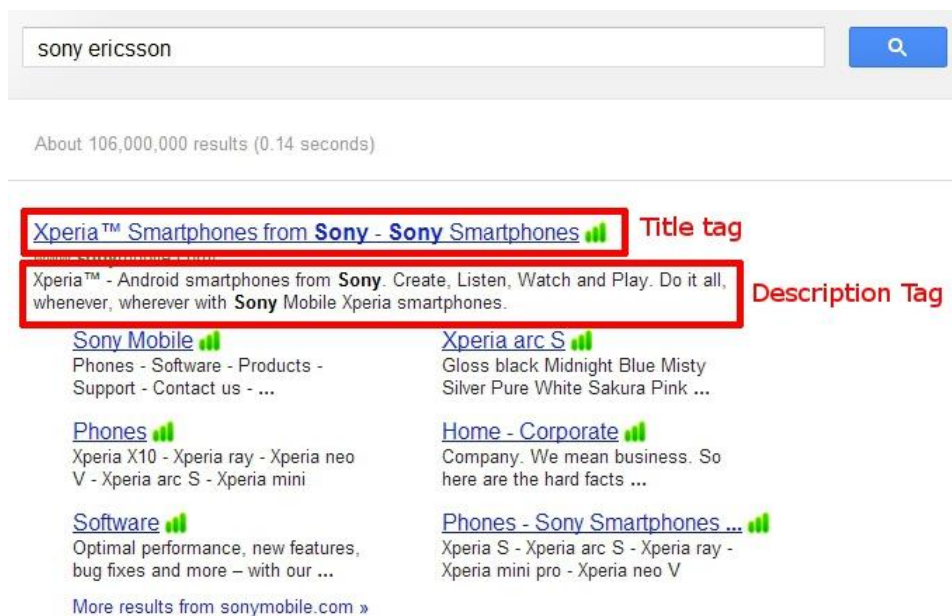 sony ericsson
About 106,000,000 results (0.14 seconds)
Xperia™ Smartphones from Sony - Sony Smartphones
Title tag
Xperia™ - Android smartphones from Sony. Create, Listen, Watch and Play. Do it all,
whenever, wherever with Sony Mobile Xperia smartphones.
Description Tag
Sony Mobile
Phones - Software - Products -
Support - Contact us - ...
Xperia arc S
Gloss black Midnight Blue Misty
Silver Pure White Sakura Pink ...
Phones
Xperia X10 - Xperia ray - Xperia neo
V - Xperia arc S - Xperia mini
Home - Corporate
Company. We mean business. So
here are the hard facts ...
Software
Optimal performance, new features,
bug fixes and more – with our ...
Phones - Sony Smartphones ...
Xperia S - Xperia arc S - Xperia ray -
Xperia mini pro - Xperia neo V
More results from sonymobile.com »